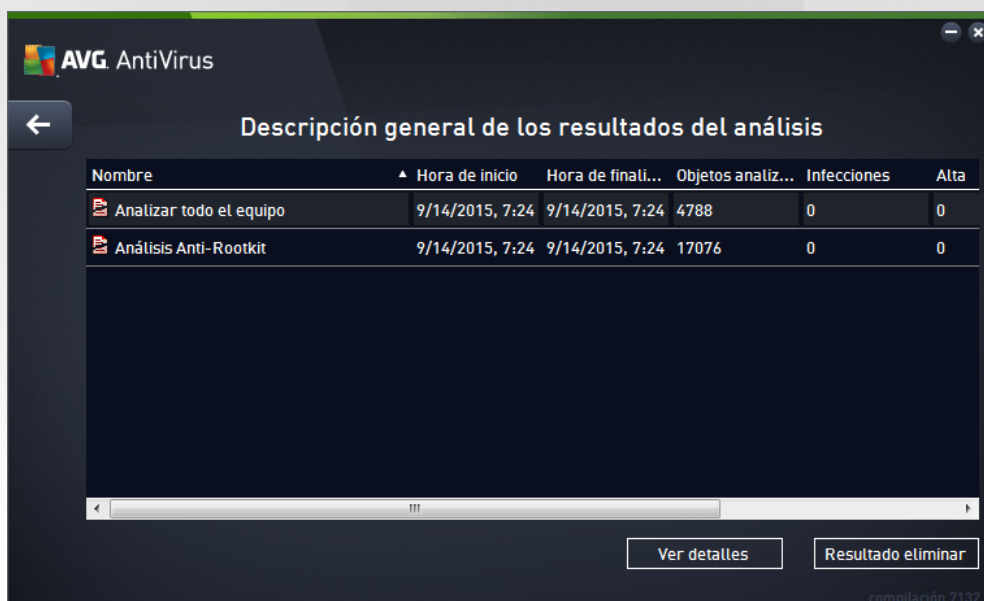 AVG. AntiVirus
Descripción general de los resultados del análisis
Nombre Hora de inicio Hora de finali... Objetos analiz... Infecciones Alta
Analizar todo el equipo 9/14/2015, 7:24 9/14/2015, 7:24 4788 0 0
Análisis Anti-Rootkit 9/14/2015, 7:24 9/14/2015, 7:24 17076 0 0
Ver detalles Resultado eliminar
compilación 7132